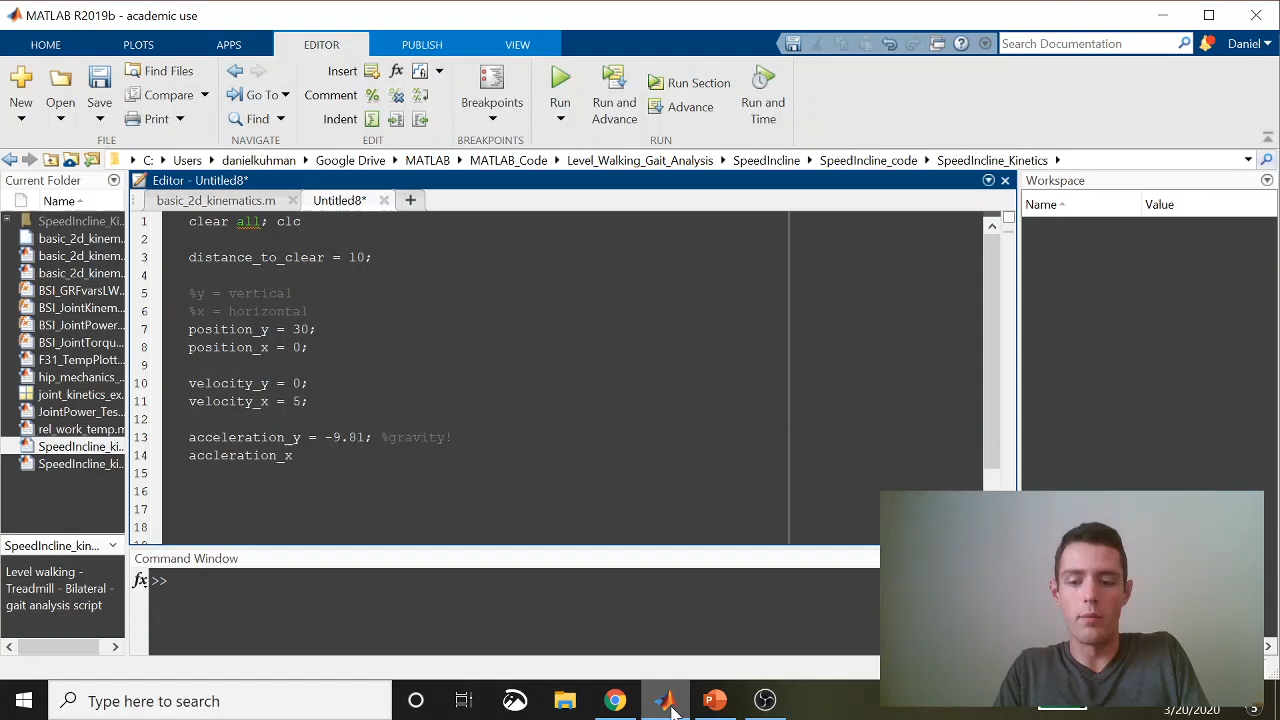 MATLAB R2019b - academic use
HOME PLOTS APPS EDITOR PUBLISH VIEW Search Documentation Daniel
New Open Save Find Files Compare Print Go To Find Insert fx Comment Indent Breakpoints Run Run and Advance Run Section Advance Run and Time
FILE NAVIGATE EDIT BREAKPOINTS RUN
C: Users danielkuhman Google Drive MATLAB MATLAB_Code Level_Walking_Gait_Analysis SpeedIncline SpeedIncline_code SpeedIncline_Kinetics
Current Folder
Name
SpeedIncline_Ki...
basic_2d_kinem...
basic_2d_kinem...
basic_2d_kinem...
BSI_GRFvarsLW...
BSI_JointKinem...
BSI_JointPower...
BSI_JointTorqu...
F31_TempPlott...
hip_mechanics_...
joint_kinetics_ex...
JointPower_Tes...
rel_work_temp.m
SpeedIncline_ki...
SpeedIncline_ki...
SpeedIncline_kin...
Level walking -
Treadmill - Bilateral -
gait analysis script
Editor - Untitled8*
basic_2d_kinematics.m Untitled8* +
1 clear all; clc
2
3 distance_to_clear = 10;
4
5 %y = vertical
6 %x = horizontal
7 position_y = 30;
8 position_x = 0;
9
10 velocity_y = 0;
11 velocity_x = 5;
12
13 acceleration_y = -9.81; %gravity!
14 accleration_x
15
16
17
18
Command Window
fx >>
Workspace
Name Value
Type here to search
3/20/2020
5